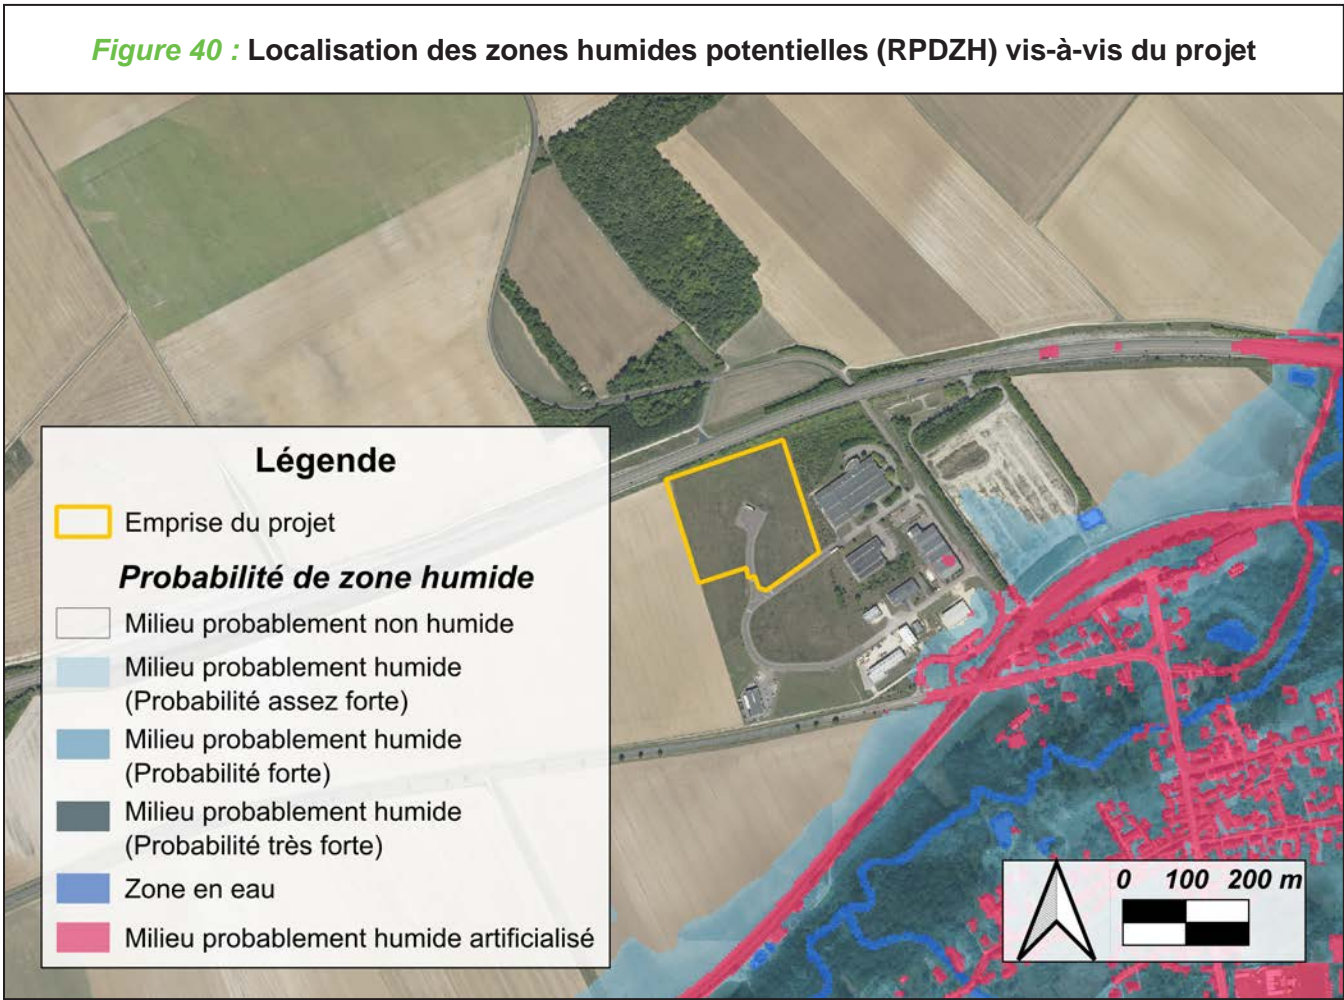 Figure 40 : Localisation des zones humides potentielles (RPDZH) vis-à-vis du projet
Légende
Emprise du projet
Probabilité de zone humide
Milieu probablement non humide
Milieu probablement humide
(Probabilité assez forte)
Milieu probablement humide
(Probabilité forte)
Milieu probablement humide
(Probabilité très forte)
Zone en eau
Milieu probablement humide artificialisé
0 100 200 m